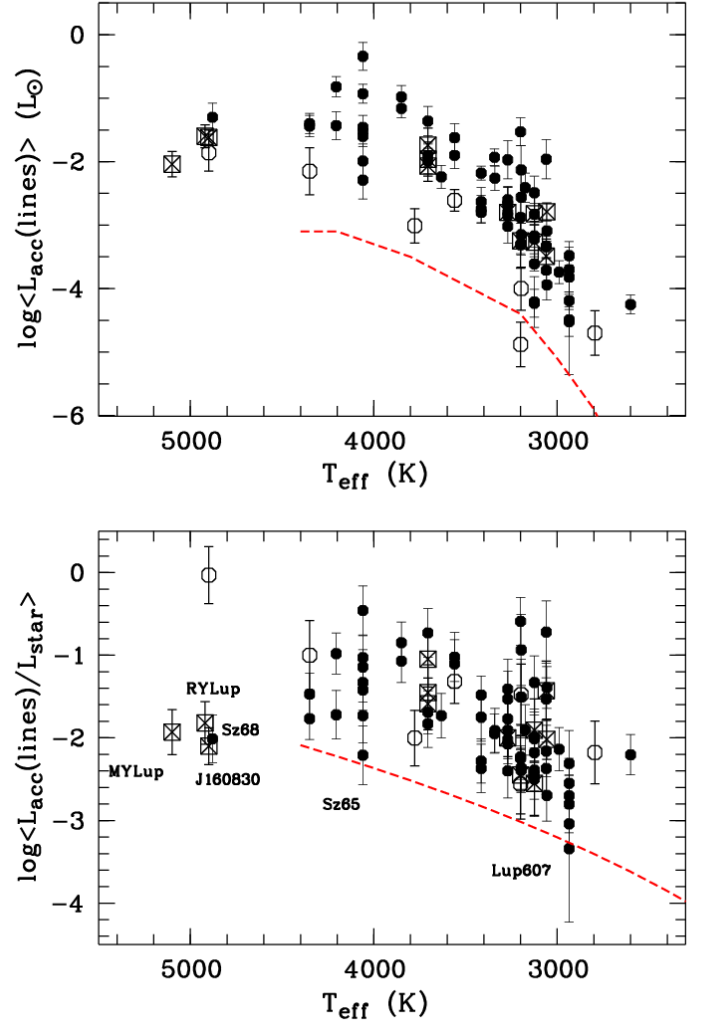 0
−2
−4
−6
log<L_acc(lines)> (L_⊙)
5000 4000 3000
T_eff (K)
0
−1
−2
−3
−4
log<L_acc(lines)/L_star>
RYLup
Sz68
MYLup
J160830
Sz65
Lup607
5000 4000 3000
T_eff (K)